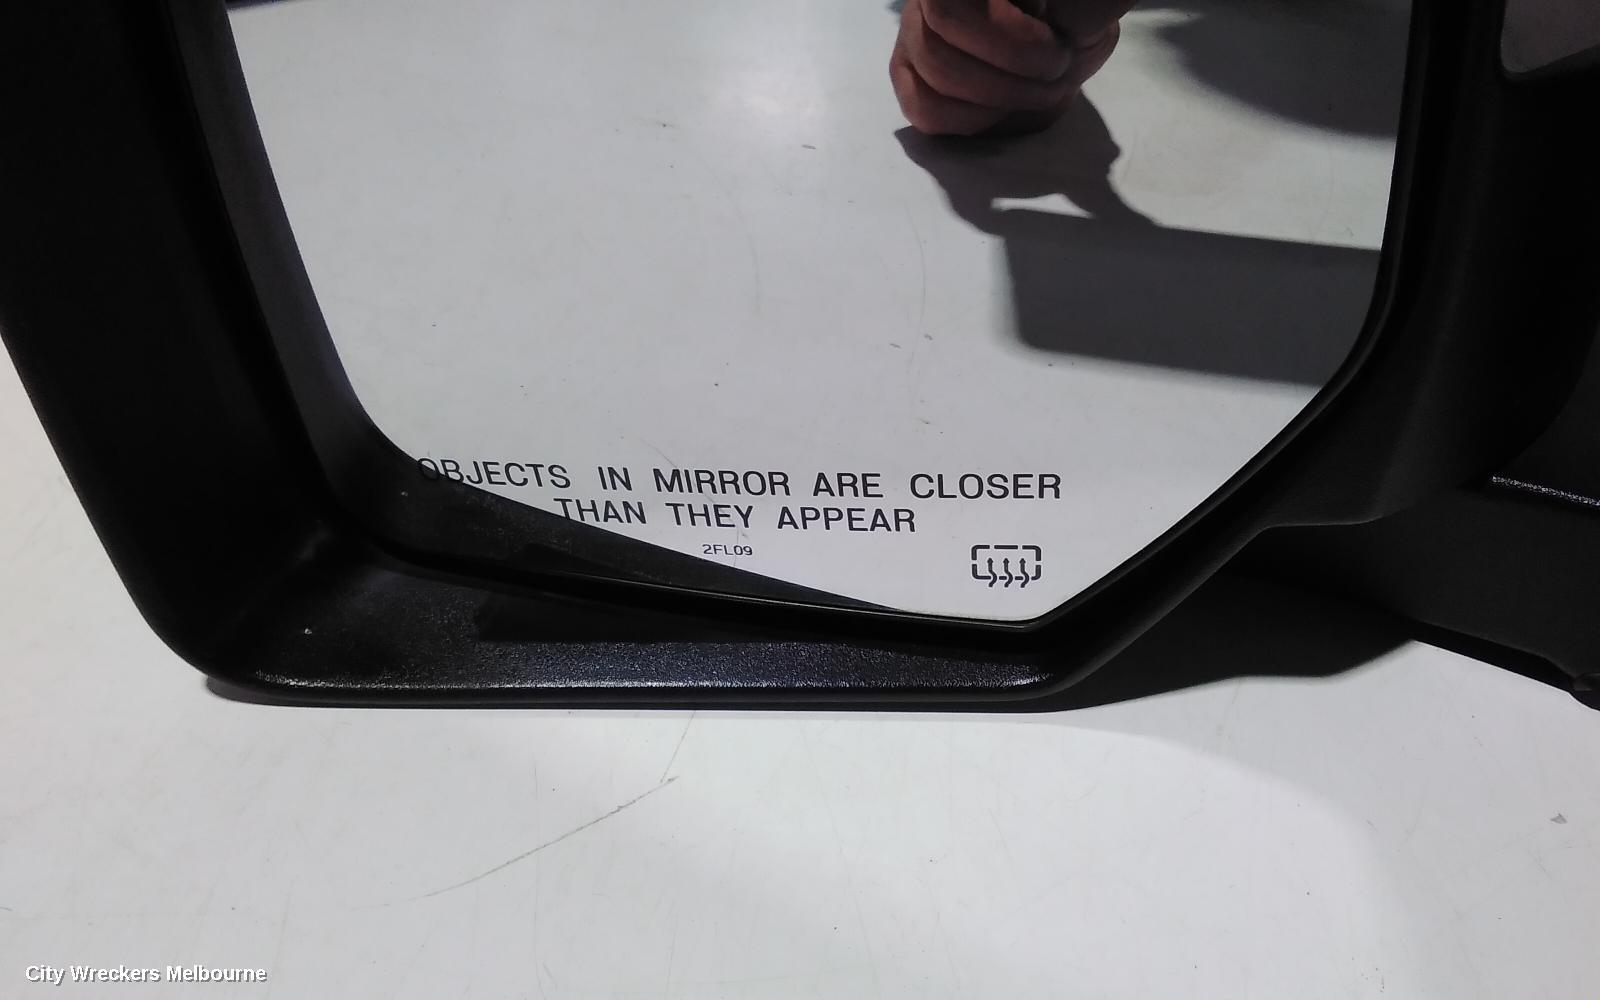 OBJECTS IN MIRROR ARE CLOSER
THAN THEY APPEAR
2FL09
City Wreckers Melbourne